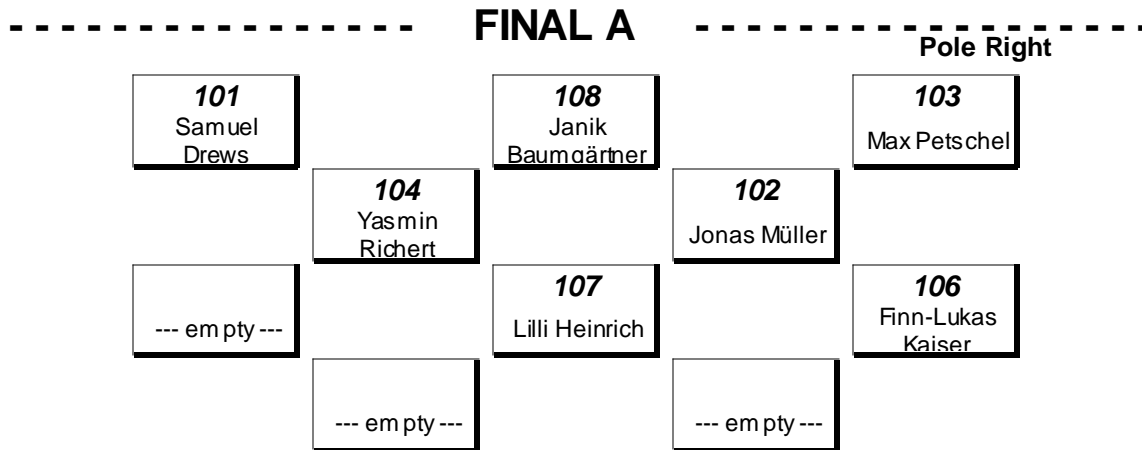 - - - - - - - - - - - - - - - - - - FINAL A - - - - - - - - - - - - - - - - - - - -
Pole Right
101 108 103
Samuel Drews Janik Baumgärtner Max Petschel
104 102
Yasmin Richert Jonas Müller
107 106
--- empty --- Lilli Heinrich Finn-Lukas Kaiser
--- empty --- --- empty ---